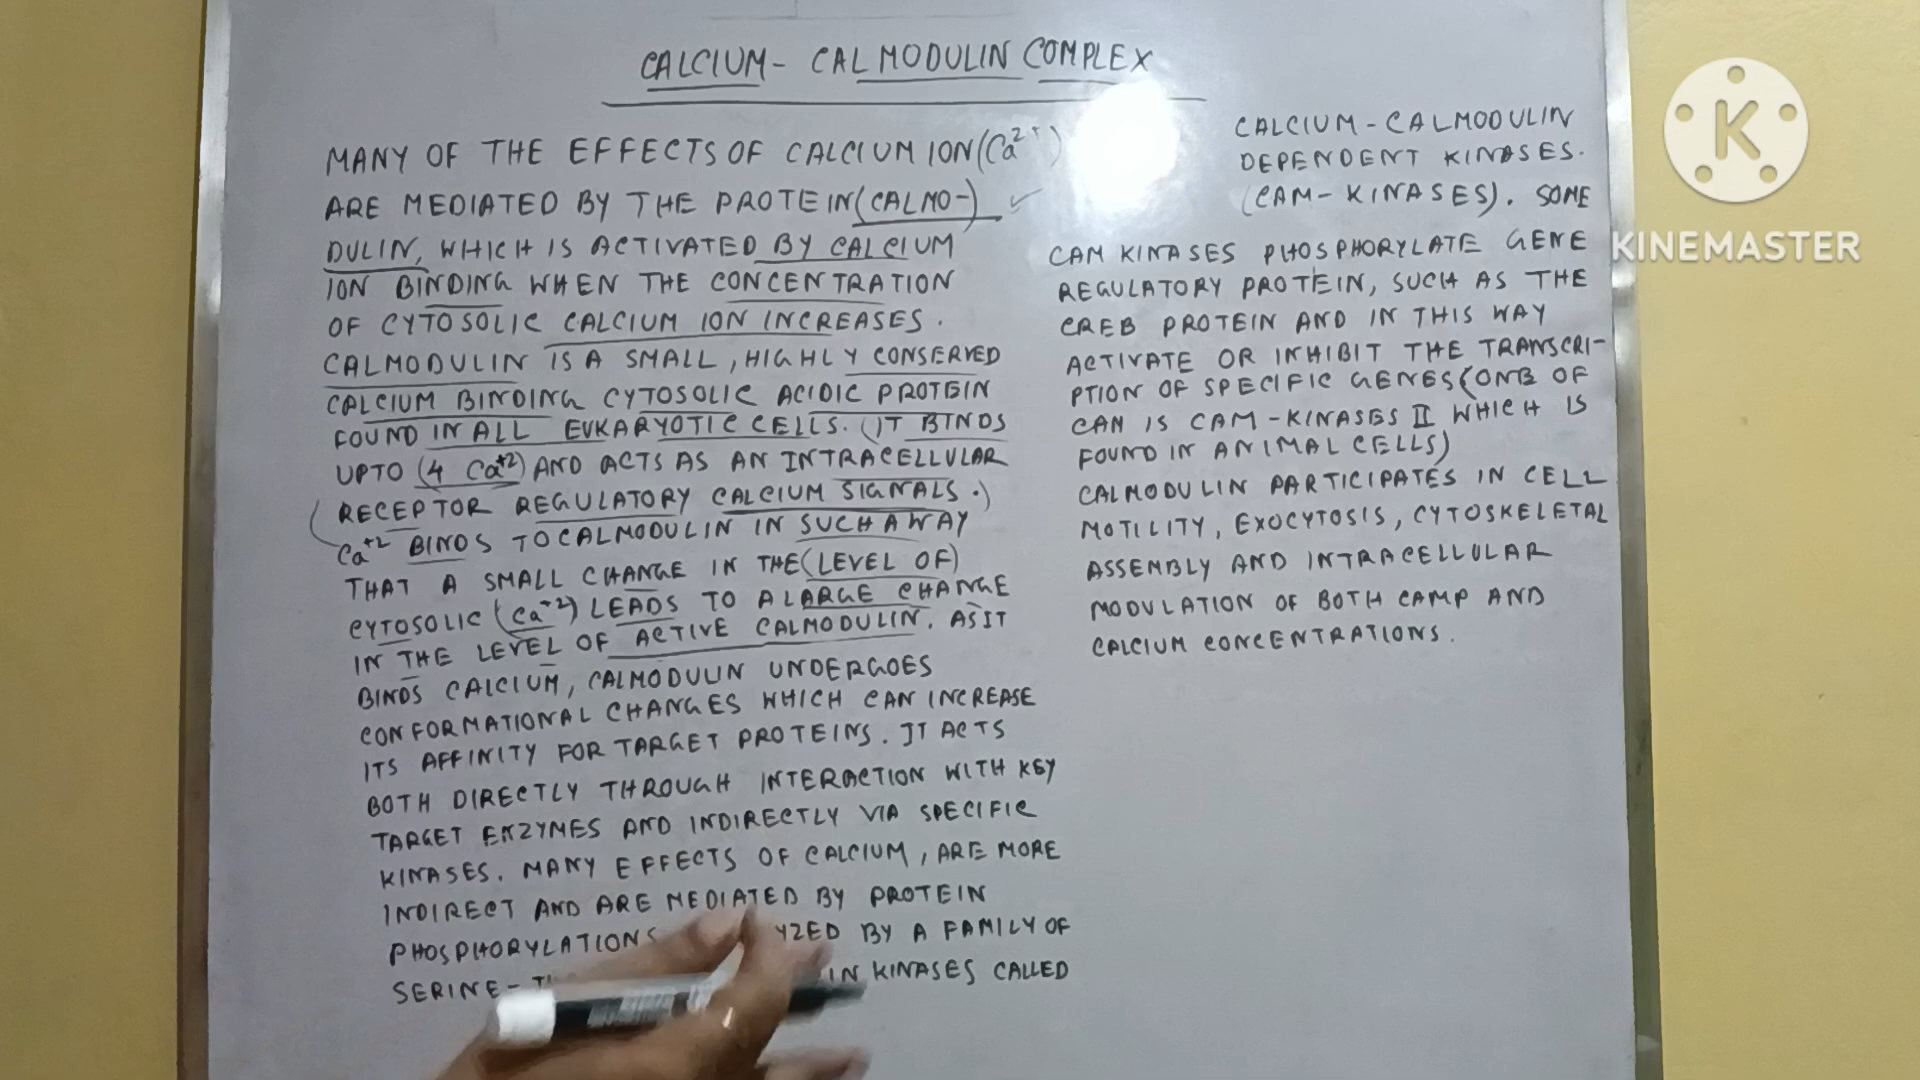 CALCIUM - CALMODULIN COMPLEX
MANY OF THE EFFECTS OF CALCIUM ION (Ca2+)
ARE MEDIATED BY THE PROTEIN (CALMO-)
DULIN, WHICH IS ACTIVATED BY CALCIUM
ION BINDING WHEN THE CONCENTRATION
OF CYTOSOLIC CALCIUM ION INCREASES.
CALMODULIN IS A SMALL, HIGHLY CONSERVED
CALCIUM BINDING CYTOSOLIC ACIDIC PROTEIN
FOUND IN ALL EUKARYOTIC CELLS. (IT BINDS
UPTO (4 Ca+2) AND ACTS AS AN INTRACELLULAR
RECEPTOR REGULATORY CALCIUM SIGNALS.)
Ca+2 BINDS TO CALMODULIN IN SUCH A WAY
THAT A SMALL CHANGE IN THE (LEVEL OF)
CYTOSOLIC (Ca+2) LEADS TO A LARGE CHANGE
IN THE LEVEL OF ACTIVE CALMODULIN. AS IT
BINDS CALCIUM, CALMODULIN UNDERGOES
CONFORMATIONAL CHANGES WHICH CAN INCREASE
ITS AFFINITY FOR TARGET PROTEINS. IT ACTS
BOTH DIRECTLY THROUGH INTERACTION WITH KEY
TARGET ENZYMES AND INDIRECTLY VIA SPECIFIC
KINASES. MANY EFFECTS OF CALCIUM, ARE MORE
INDIRECT AND ARE MEDIATED BY PROTEIN
PHOSPHORYLATIONS BY A FAMILY OF
SERINE- KINASES CALLED
CALCIUM - CALMODULIN
DEPENDENT KINASES.
(CAM - KINASES). SOME
CAM KINASES PHOSPHORYLATE GENE
REGULATORY PROTEIN, SUCH AS THE
CREB PROTEIN AND IN THIS WAY
ACTIVATE OR INHIBIT THE TRANSCRI-
PTION OF SPECIFIC GENES (ONE OF
CAM IS CAM - KINASES II WHICH IS
FOUND IN ANIMAL CELLS)
CALMODULIN PARTICIPATES IN CELL
MOTILITY, EXOCYTOSIS, CYTOSKELETAL
ASSEMBLY AND INTRACELLULAR
MODULATION OF BOTH CAMP AND
CALCIUM CONCENTRATIONS.
K
KINEMASTER